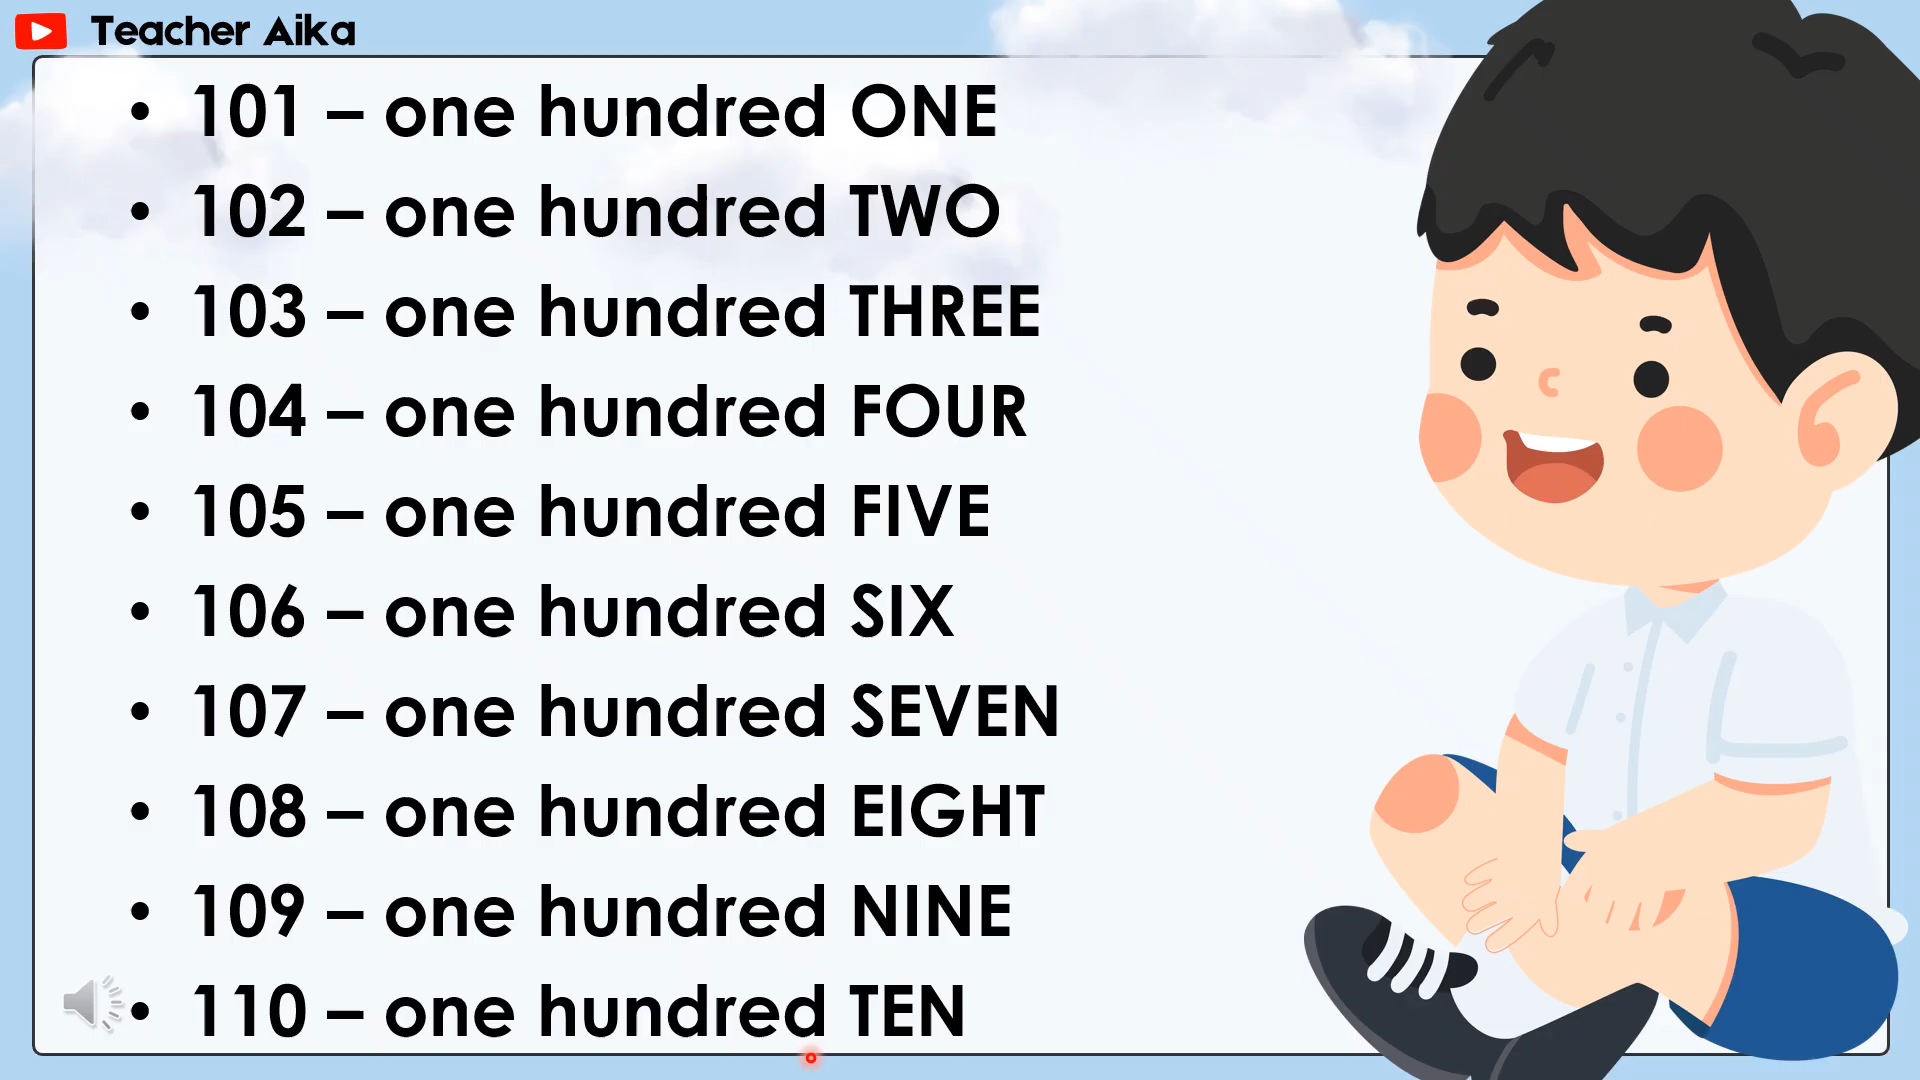 Teacher Aika
• 101 – one hundred ONE
• 102 – one hundred TWO
• 103 – one hundred THREE
• 104 – one hundred FOUR
• 105 – one hundred FIVE
• 106 – one hundred SIX
• 107 – one hundred SEVEN
• 108 – one hundred EIGHT
• 109 – one hundred NINE
• 110 – one hundred TEN